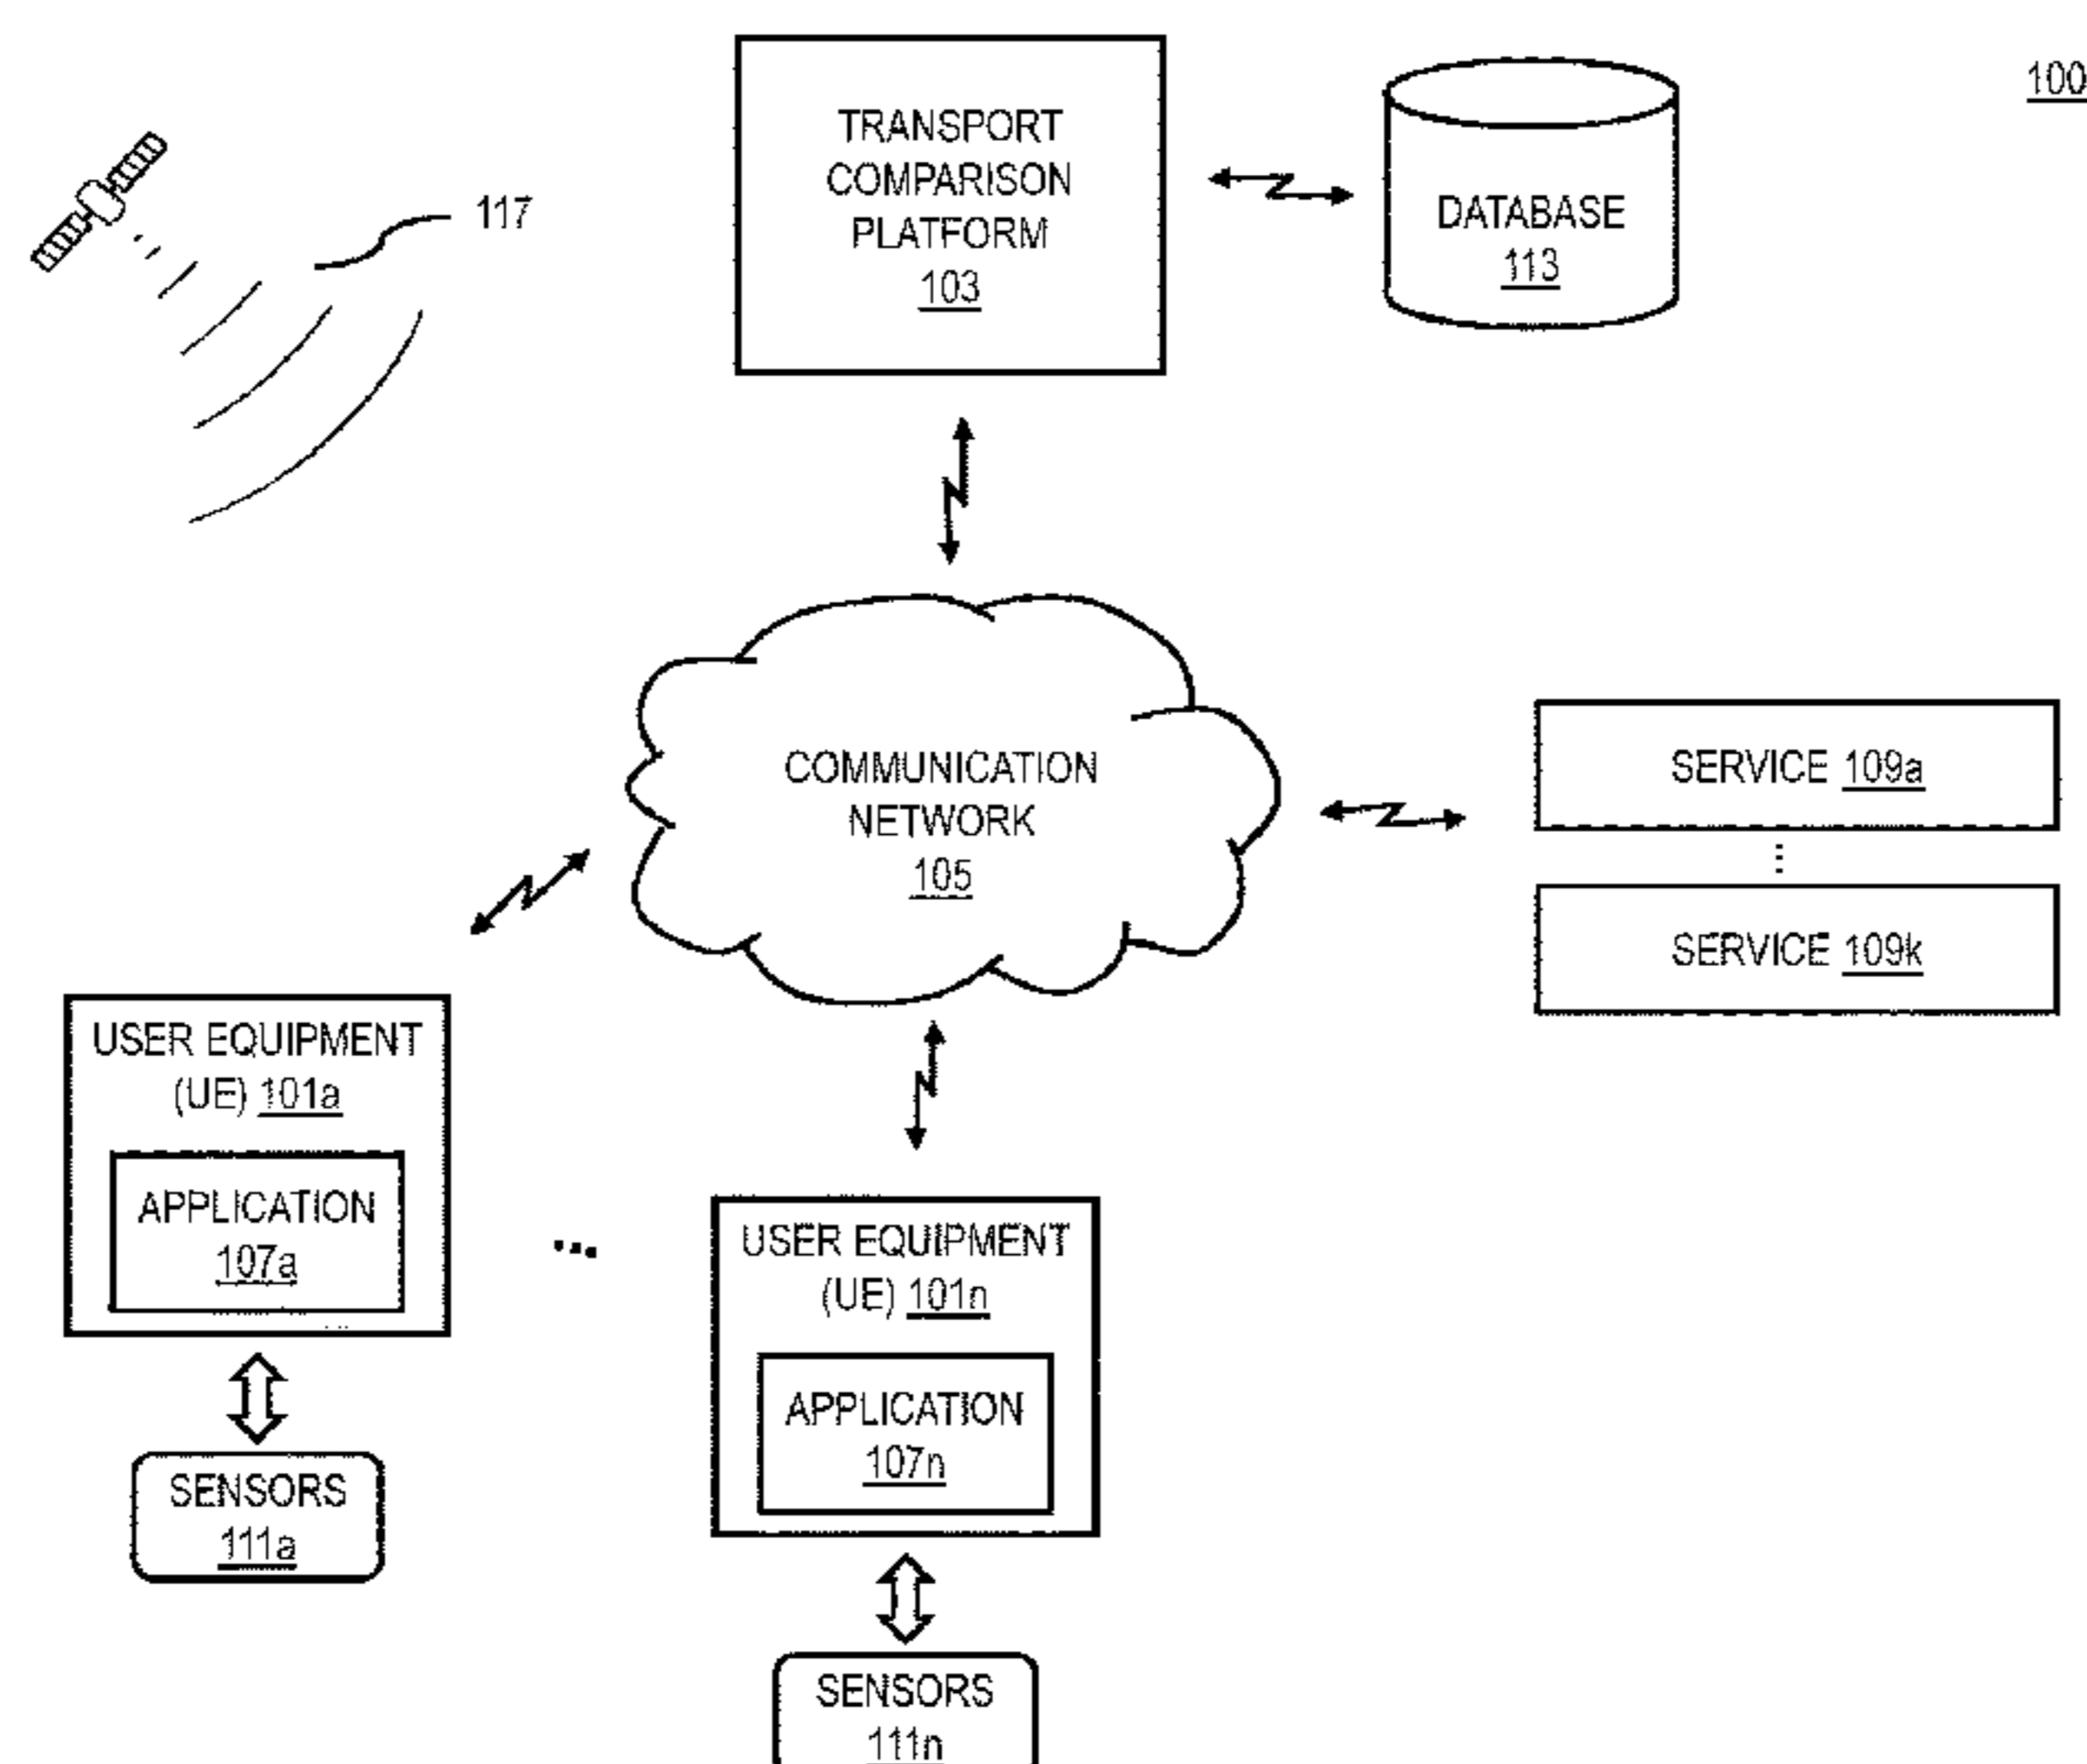 100
TRANSPORT
COMPARISON
PLATFORM
103
DATABASE
113
117
COMMUNICATION
NETWORK
105
SERVICE 109a
⋮
SERVICE 109k
USER EQUIPMENT
(UE) 101a
APPLICATION
107a
SENSORS
111a
...
USER EQUIPMENT
(UE) 101n
APPLICATION
107n
SENSORS
111n